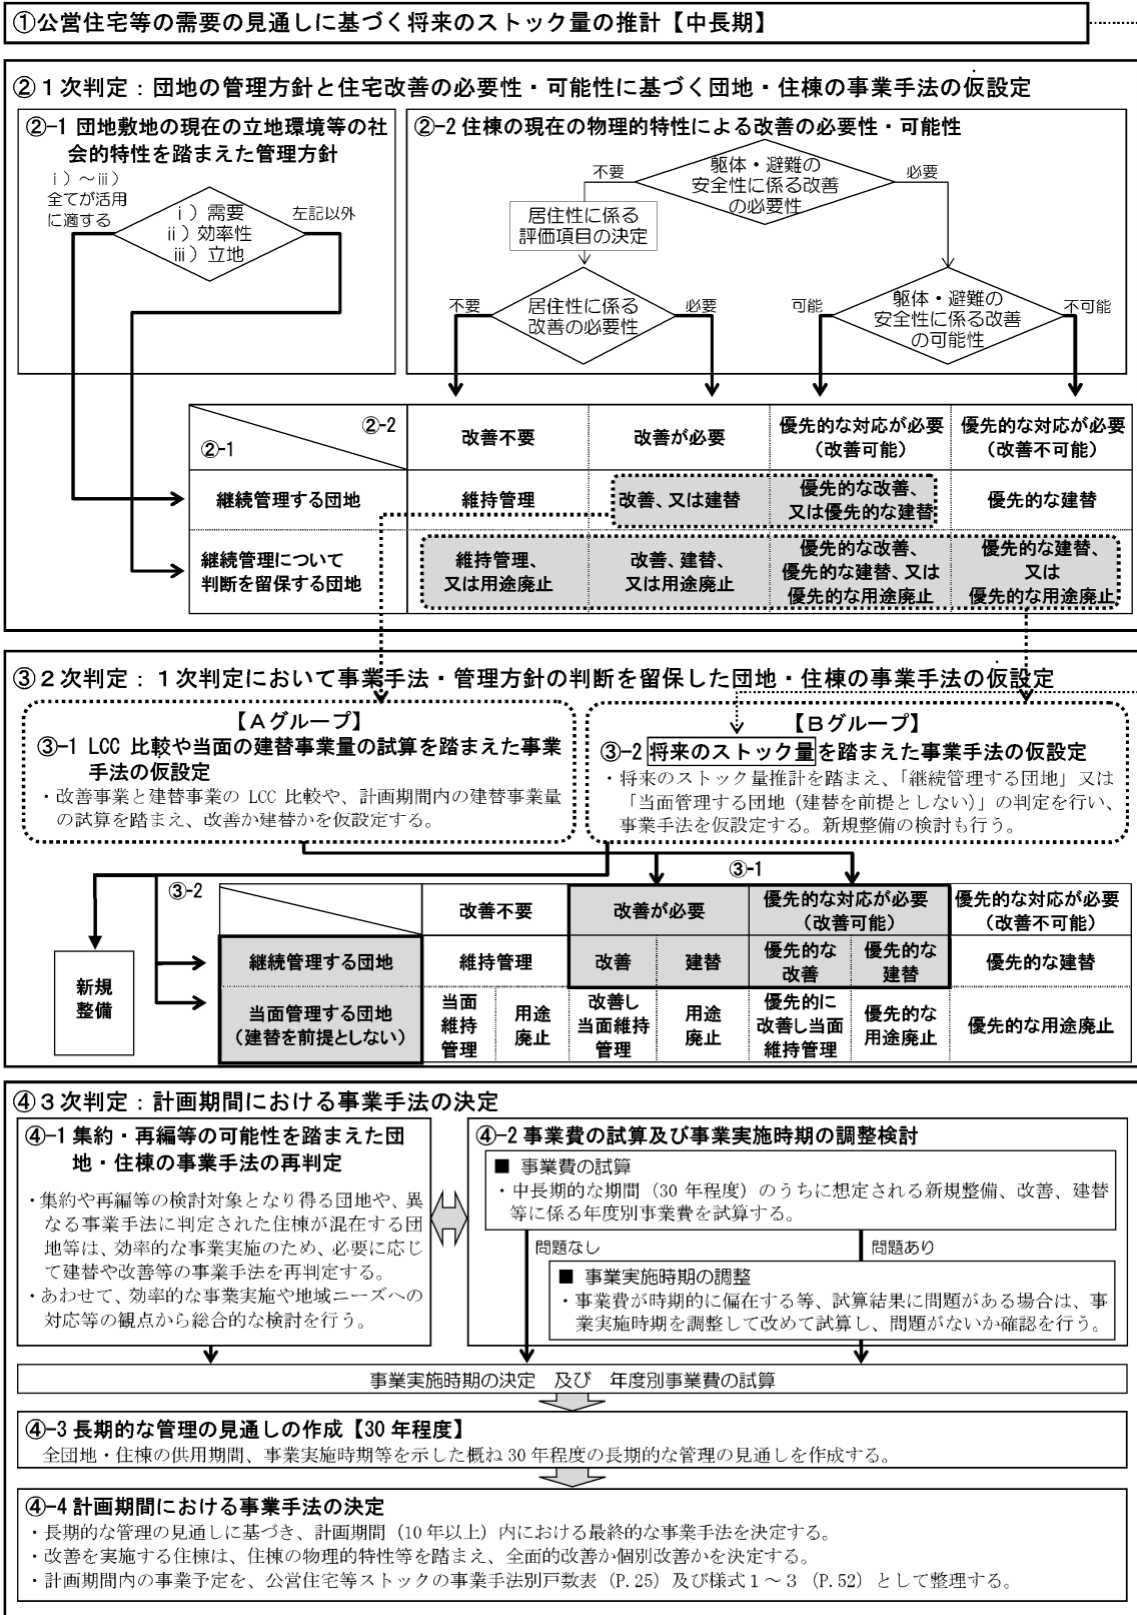 ①公営住宅等の需要の見通しに基づく将来のストック量の推計【中長期】
②１次判定：団地の管理方針と住宅改善の必要性・可能性に基づく団地・住棟の事業手法の仮設定
②-1 団地敷地の現在の立地環境等の社
会的特性を踏まえた管理方針
ⅰ）～ⅲ）
全てが活用
に適する
ⅰ）需要
ⅱ）効率性
ⅲ）立地
左記以外
②-2 住棟の現在の物理的特性による改善の必要性・可能性
不要
躯体・避難の
安全性に係る改善
の必要性
必要
居住性に係る
評価項目の決定
不要
居住性に係る
改善の必要性
必要
可能
躯体・避難の
安全性に係る改善
の可能性
不可能
②-2
②-1
改善不要
改善が必要
優先的な対応が必要
（改善可能）
優先的な対応が必要
（改善不可能）
継続管理する団地
維持管理
改善、又は建替
優先的な改善、
又は優先的な建替
優先的な建替
継続管理について
判断を留保する団地
維持管理、
又は用途廃止
改善、建替、
又は用途廃止
優先的な改善、
優先的な建替、又は
優先的な用途廃止
優先的な建替、
又は
優先的な用途廃止
③２次判定：１次判定において事業手法・管理方針の判断を留保した団地・住棟の事業手法の仮設定
【Ａグループ】
③-1 LCC 比較や当面の建替事業量の試算を踏まえた事業
手法の仮設定
・改善事業と建替事業の LCC 比較や、計画期間内の建替事業量
の試算を踏まえ、改善か建替かを仮設定する。
【Ｂグループ】
③-2 将来のストック量を踏まえた事業手法の仮設定
・将来のストック量推計を踏まえ、「継続管理する団地」又は
「当面管理する団地（建替を前提としない）」の判定を行い、
事業手法を仮設定する。新規整備の検討も行う。
③-1
③-2
新規
整備
改善不要
改善が必要
優先的な対応が必要
（改善可能）
優先的な対応が必要
（改善不可能）
継続管理する団地
維持管理
改善
建替
優先的な
改善
優先的な
建替
優先的な建替
当面管理する団地
（建替を前提としない）
当面
維持
管理
用途
廃止
改善し
当面維持
管理
用途
廃止
優先的に
改善し当面
維持管理
優先的な
用途廃止
優先的な用途廃止
④３次判定：計画期間における事業手法の決定
④-1 集約・再編等の可能性を踏まえた団
地・住棟の事業手法の再判定
・集約や再編等の検討対象となり得る団地や、異
なる事業手法に判定された住棟が混在する団
地等は、効率的な事業実施のため、必要に応じ
て建替や改善等の事業手法を再判定する。
・あわせて、効率的な事業実施や地域ニーズへの
対応等の観点から総合的な検討を行う。
④-2 事業費の試算及び事業実施時期の調整検討
■ 事業費の試算
・中長期的な期間（30 年程度）のうちに想定される新規整備、改善、建替
等に係る年度別事業費を試算する。
問題なし
問題あり
■ 事業実施時期の調整
・事業費が時期的に偏在する等、試算結果に問題がある場合は、事
業実施時期を調整して改めて試算し、問題がないか確認を行う。
事業実施時期の決定　及び　年度別事業費の試算
④-3 長期的な管理の見通しの作成【30 年程度】
全団地・住棟の供用期間、事業実施時期等を示した概ね 30 年程度の長期的な管理の見通しを作成する。
④-4 計画期間における事業手法の決定
・長期的な管理の見通しに基づき、計画期間（10 年以上）内における最終的な事業手法を決定する。
・改善を実施する住棟は、住棟の物理的特性等を踏まえ、全面的改善か個別改善かを決定する。
・計画期間内の事業予定を、公営住宅等ストックの事業手法別戸数表（P.25）及び様式１～３（P.52）として整理する。